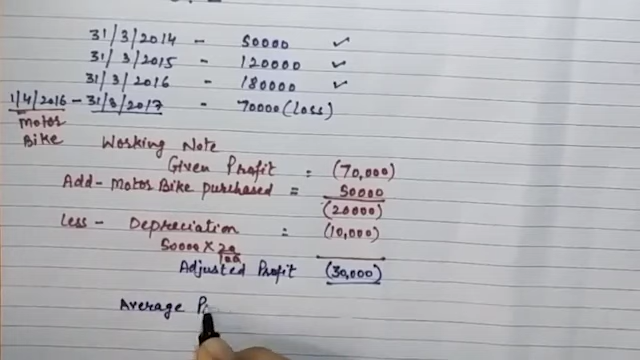 31/3/2014 - 50000 ✓
31/3/2015 - 120000 ✓
31/3/2016 - 180000 ✓
1/4/2016 - 31/3/2017 - 70000 (Loss)
Motor
Bike
Working Note
Given Profit = (70,000)
Add - Motor Bike purchased = 50000
(20000)
Less - Depreciation = (10,000)
50000 × 20/100
Adjusted Profit (30,000)
Average P